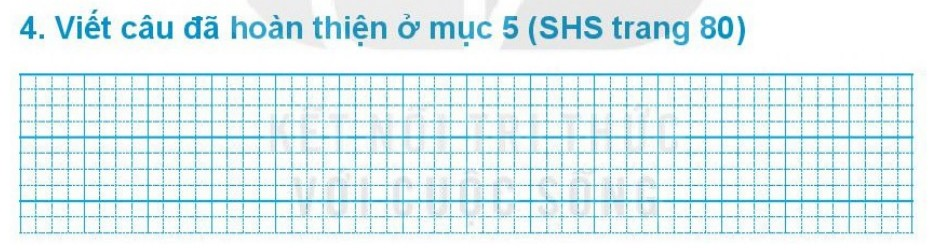 4. Viết câu đã hoàn thiện ở mục 5 (SHS trang 80)
KẾT NỐI TRI THỨC
VỚI CUỘC SỐNG